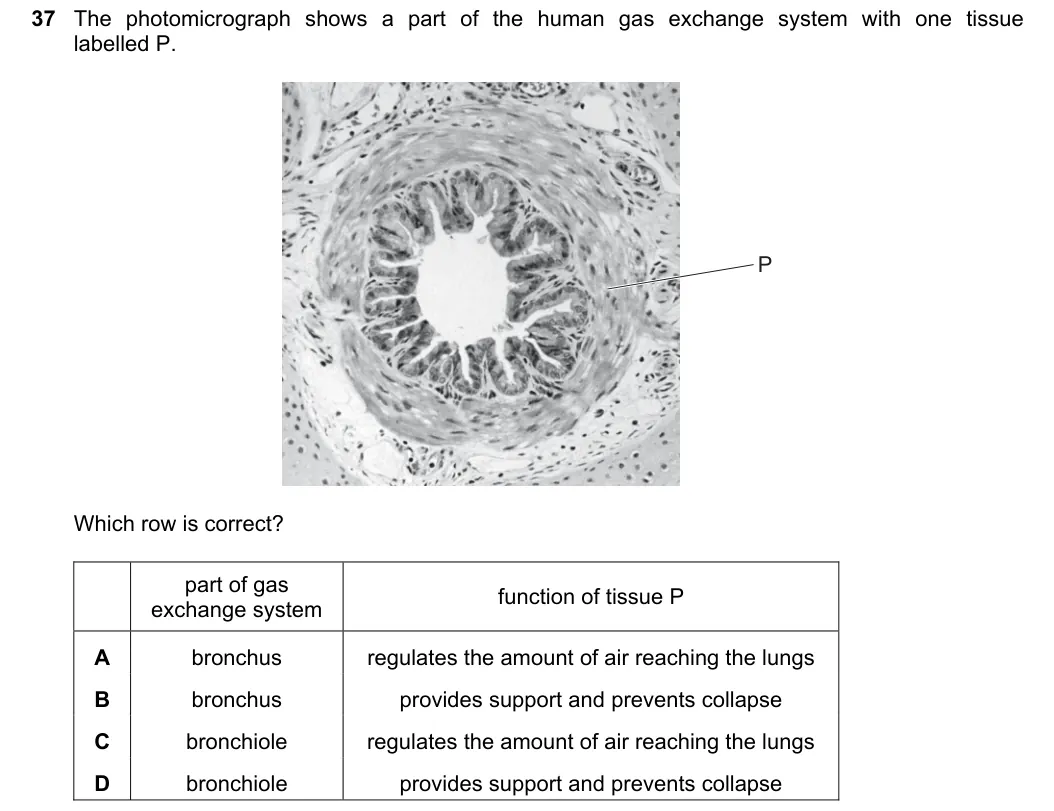 37 The photomicrograph shows a part of the human gas exchange system with one tissue
labelled P.
P
Which row is correct?
part of gas
exchange system
function of tissue P
A bronchus regulates the amount of air reaching the lungs
B bronchus provides support and prevents collapse
C bronchiole regulates the amount of air reaching the lungs
D bronchiole provides support and prevents collapse